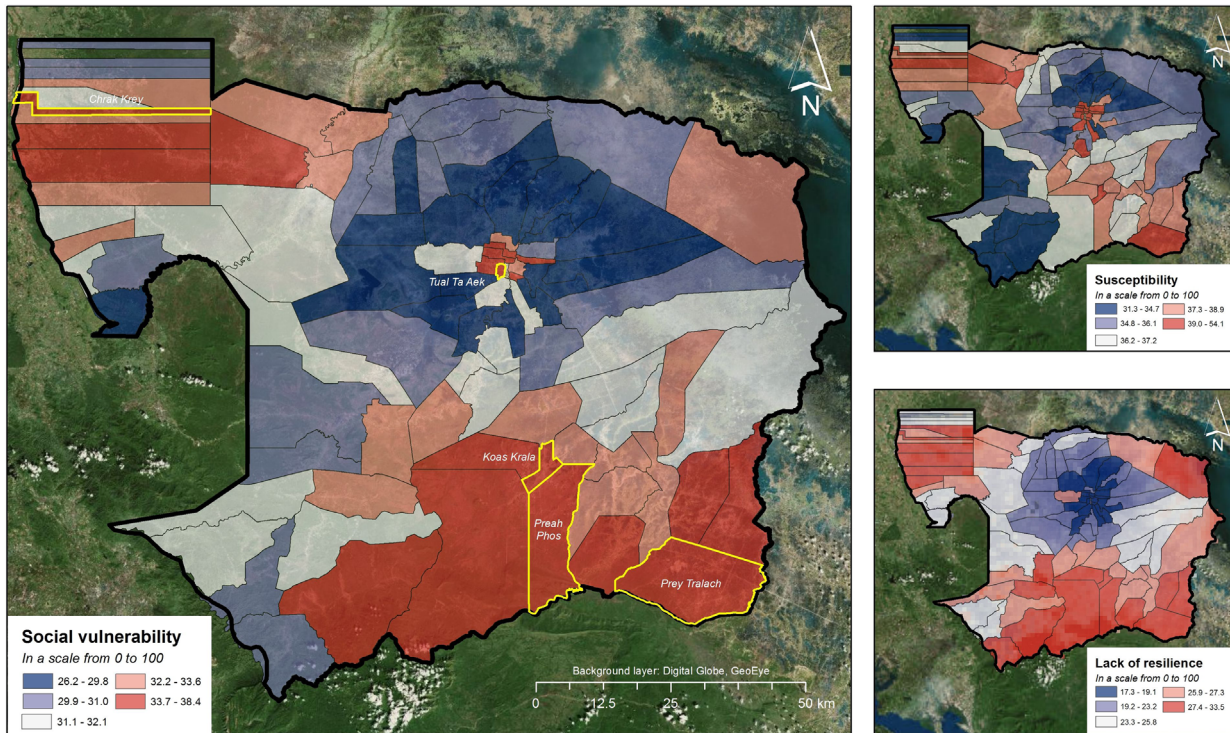 Chrak Krey
Tual Ta Aek
Koas Krala
Preah
Phos
Prey Tralach
N
Social vulnerability
In a scale from 0 to 100
26.2 - 29.8
32.2 - 33.6
29.9 - 31.0
33.7 - 38.4
31.1 - 32.1
Background layer: Digital Globe, GeoEye
0
12.5
25
50 km
N
Susceptibility
In a scale from 0 to 100
31.3 - 34.7
37.3 - 38.9
34.8 - 36.1
39.0 - 54.1
36.2 - 37.2
N
Lack of resilience
In a scale from 0 to 100
17.3 - 19.1
25.9 - 27.3
19.2 - 23.2
27.4 - 33.5
23.3 - 25.8